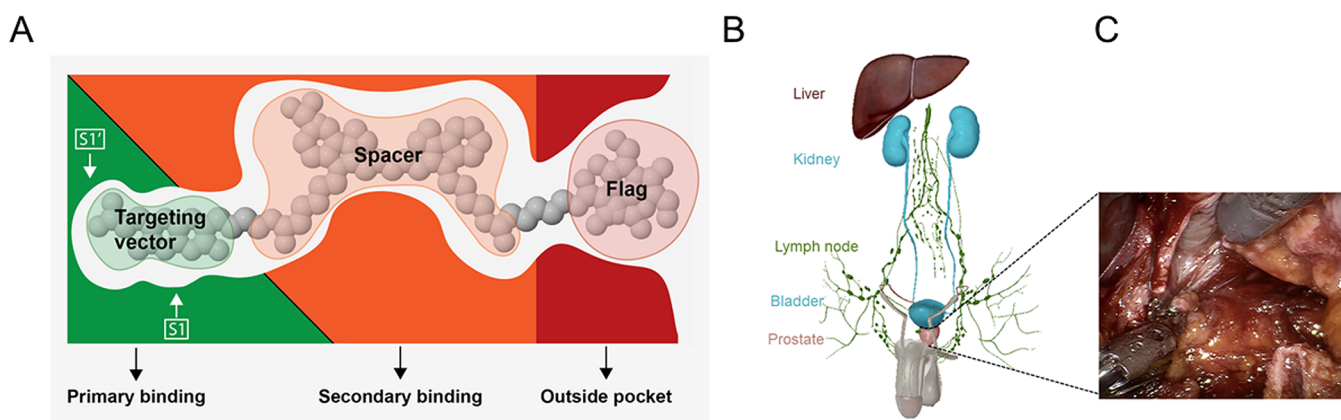 A
B
C
S1'
Targeting
vector
Spacer
Flag
S1
Primary binding
Secondary binding
Outside pocket
Liver
Kidney
Lymph node
Bladder
Prostate